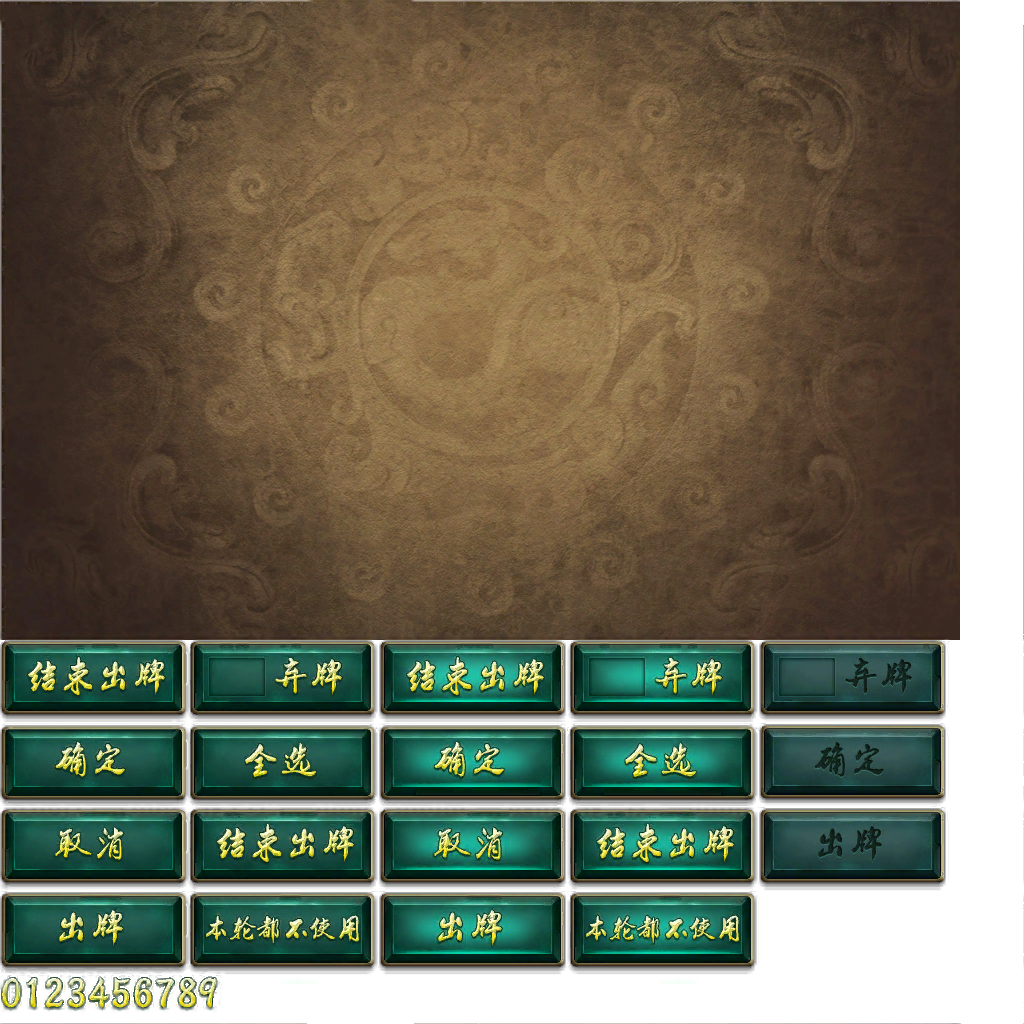 结束出牌 弃牌 结束出牌 弃牌 弃牌
确定 全选 确定 全选 确定
取消 结束出牌 取消 结束出牌 出牌
出牌 本轮都不使用 出牌 本轮都不使用
0123456789